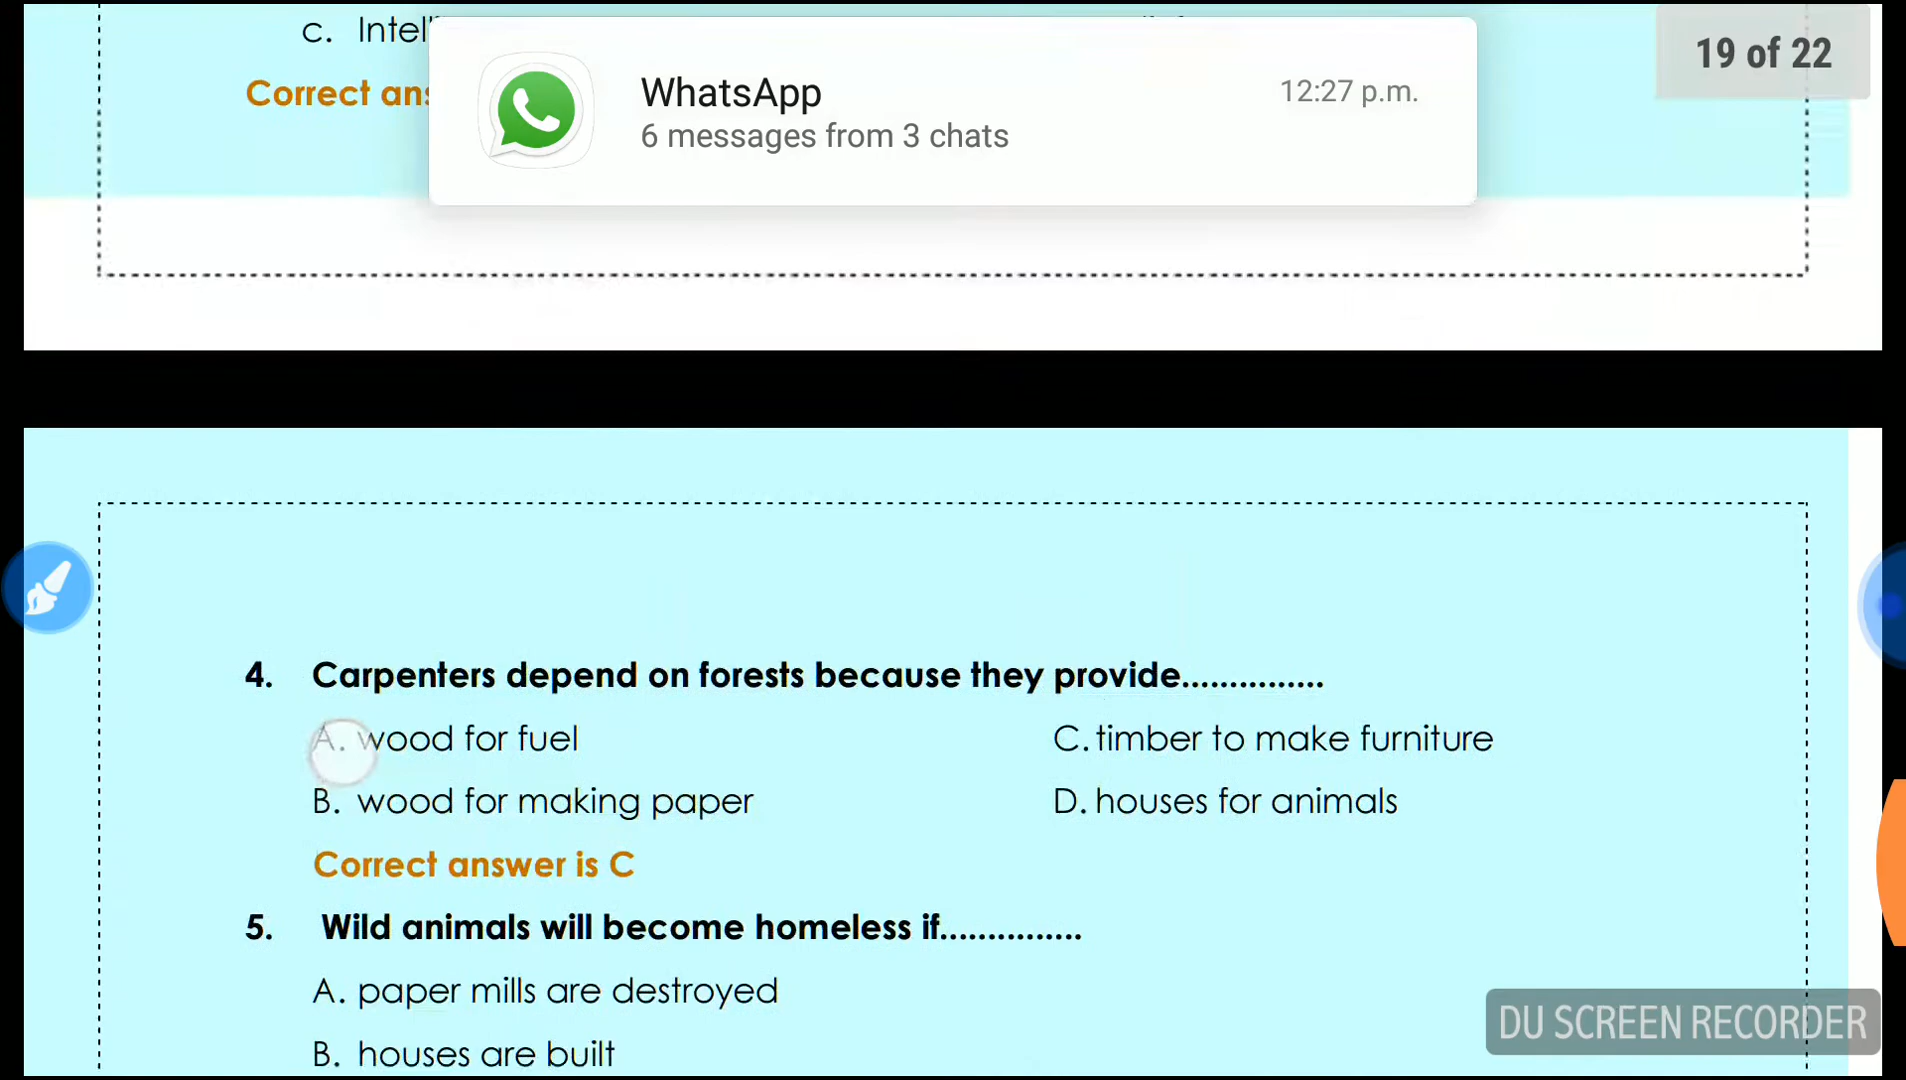 c. Intel
19 of 22
WhatsApp
12:27 p.m.
6 messages from 3 chats
Correct ans
4. Carpenters depend on forests because they provide...............
A. wood for fuel
C. timber to make furniture
B. wood for making paper
D. houses for animals
Correct answer is C
5. Wild animals will become homeless if...............
A. paper mills are destroyed
B. houses are built
DU SCREEN RECORDER